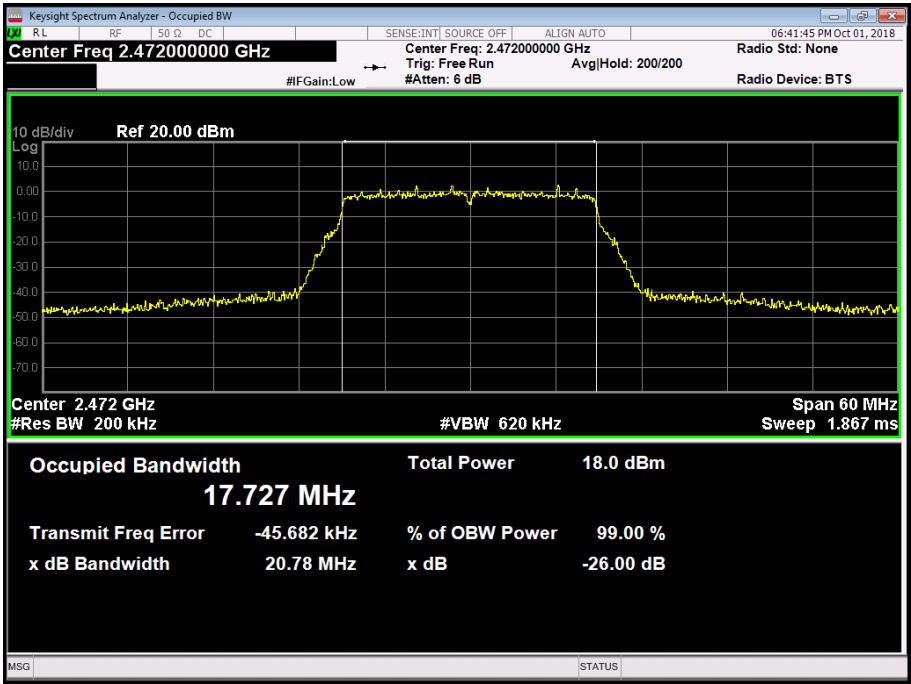 Keysight Spectrum Analyzer - Occupied BW
LXI RL RF 50 Ω DC SENSE:INT SOURCE OFF ALIGN AUTO 06:41:45 PM Oct 01, 2018
Center Freq 2.472000000 GHz Center Freq: 2.472000000 GHz Radio Std: None
Trig: Free Run Avg|Hold: 200/200
#IFGain:Low #Atten: 6 dB Radio Device: BTS
10 dB/div Ref 20.00 dBm
Log
10.0
0.00
-10.0
-20.0
-30.0
-40.0
-50.0
-60.0
-70.0
Center 2.472 GHz Span 60 MHz
#Res BW 200 kHz #VBW 620 kHz Sweep 1.867 ms
Occupied Bandwidth Total Power 18.0 dBm
17.727 MHz
Transmit Freq Error -45.682 kHz % of OBW Power 99.00 %
x dB Bandwidth 20.78 MHz x dB -26.00 dB
MSG STATUS